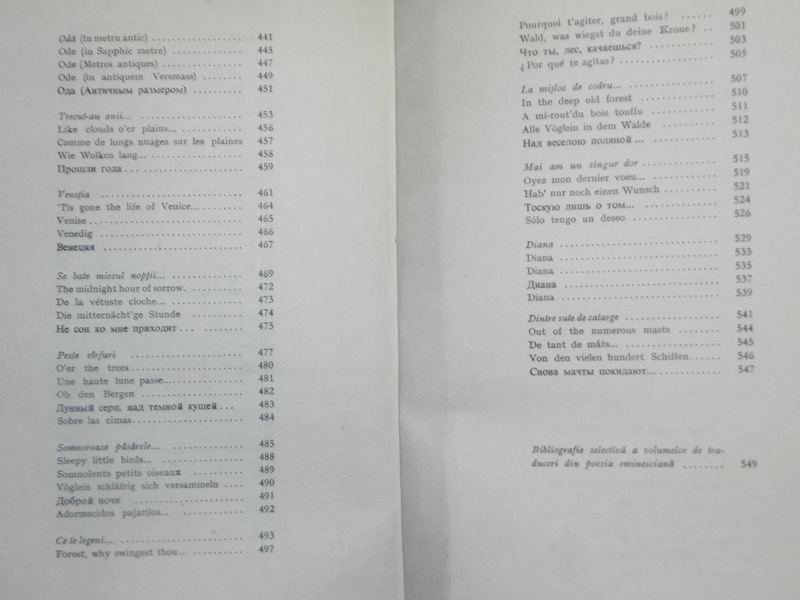 Odă (In metru antic) . . . . . . . . . . . 441
Ode (in Sapphic metre) . . . . . . . . . . 445
Ode (Metres antiques) . . . . . . . . . . . 447
Ode (in antiquem Versmass) . . . . . . . 449
Ода (Античным размером) . . . . . . . . 451
Trecut-au anii... . . . . . . . . . . . . . . 453
Like clouds o'er plains... . . . . . . . . . 456
Comme de longs nuages sur les plaines 457
Wie Wolken lang... . . . . . . . . . . . . . 458
Прошли года . . . . . . . . . . . . . . . . 459
Veneția . . . . . . . . . . . . . . . . . . . 461
'Tis gone the life of Venice... . . . . . . . 464
Venise . . . . . . . . . . . . . . . . . . . . 465
Venedig . . . . . . . . . . . . . . . . . . . 466
Венеция . . . . . . . . . . . . . . . . . . 467
Se bate miezul nopții... . . . . . . . . . . 469
The midnight hour of sorrow. . . . . . . . 472
De la vétuste cloche... . . . . . . . . . . . 473
Die mitternächt'ge Stunde . . . . . . . . 474
Не сон ко мне приходит . . . . . . . . . 475
Peste vîrfuri . . . . . . . . . . . . . . . . 477
O'er the trees . . . . . . . . . . . . . . . . 480
Une haute lune passe... . . . . . . . . . . 481
Ob den Bergen . . . . . . . . . . . . . . . 482
Лунный серп, над темной кущей . . . 483
Sobre las cimas . . . . . . . . . . . . . . . 484
Somnoroase păsărele... . . . . . . . . . . 485
Sleepy little birds... . . . . . . . . . . . . 488
Somnolents petits oiseaux . . . . . . . . 489
Vöglein schläfrig sich versammeln . . . . 490
Доброй ночи . . . . . . . . . . . . . . . 491
Adormecidos pajarilos... . . . . . . . . . . 492
Ce te legeni... . . . . . . . . . . . . . . . 493
Forest, why swingest thou... . . . . . . . 497
Pourquoi t'agiter, grand bois? . . . . . . 499
Wald, was wiegst du deine Krone? . . 501
Что ты, лес, качаешься? . . . . . . . . 503
¿Por qué te agitas? . . . . . . . . . . . . 505
La mijloc de codru... . . . . . . . . . . . 507
In the deep old forest . . . . . . . . . . . 510
A mi-rout'du bois touffu . . . . . . . . . 511
Alle Vöglein in dem Walde . . . . . . . 512
Над веселою поляной . . . . . . . . . . 513
Mai am un singur dor . . . . . . . . . . 515
Oyez mon dernier voeu... . . . . . . . . . 519
Hab' nur noch einen Wunsch . . . . . . 521
Тоскую лишь о том... . . . . . . . . . . 524
Sólo tengo un deseo . . . . . . . . . . . 526
Diana . . . . . . . . . . . . . . . . . . . . 529
Diana . . . . . . . . . . . . . . . . . . . . 533
Diana . . . . . . . . . . . . . . . . . . . . 535
Диана . . . . . . . . . . . . . . . . . . . 537
Diana . . . . . . . . . . . . . . . . . . . . 539
Dintre sute de catarge . . . . . . . . . . 541
Out of the numerous masts . . . . . . . 544
De tant de mâts... . . . . . . . . . . . . . 545
Von den vielen hundert Schiffen . . . . . 546
Снова мачты покидают... . . . . . . . . 547
Bibliografie selectivă a volumelor de tra-
duceri din poezia eminesciană . . . . . . . 549